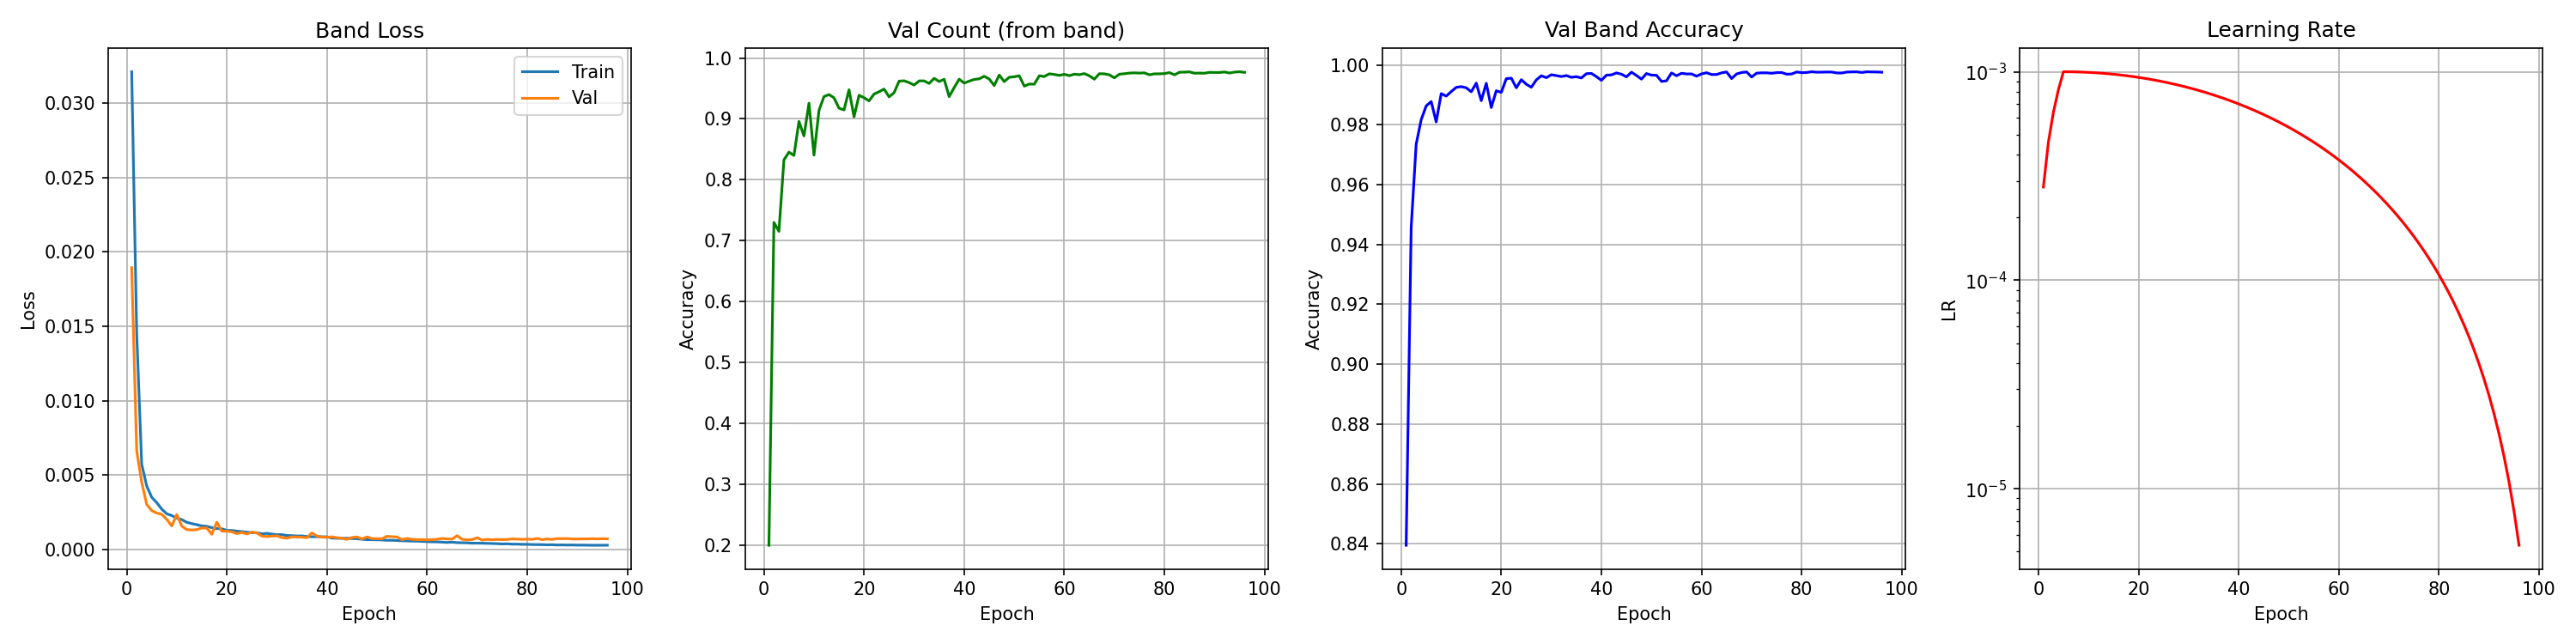 Band Loss
Loss
0.030
0.025
0.020
0.015
0.010
0.005
0.000
0 20 40 60 80 100
Epoch
Train
Val
Val Count (from band)
Accuracy
1.0
0.9
0.8
0.7
0.6
0.5
0.4
0.3
0.2
0 20 40 60 80 100
Epoch
Val Band Accuracy
Accuracy
1.00
0.98
0.96
0.94
0.92
0.90
0.88
0.86
0.84
0 20 40 60 80 100
Epoch
Learning Rate
LR
10⁻³
10⁻⁴
10⁻⁵
0 20 40 60 80 100
Epoch